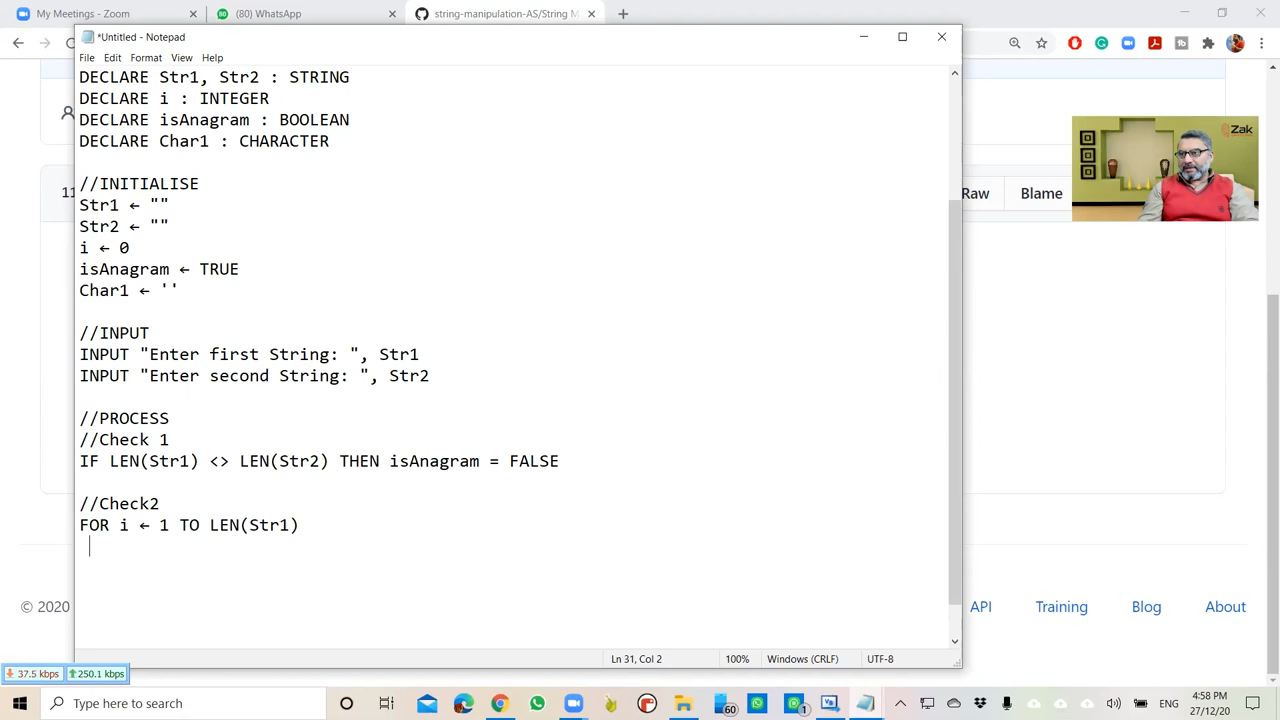 My Meetings - Zoom
(80) WhatsApp
string-manipulation-AS/String M
*Untitled - Notepad
File Edit Format View Help
DECLARE Str1, Str2 : STRING
DECLARE i : INTEGER
DECLARE isAnagram : BOOLEAN
DECLARE Char1 : CHARACTER
//INITIALISE
Str1 ← ""
Str2 ← ""
i ← 0
isAnagram ← TRUE
Char1 ← ''
//INPUT
INPUT "Enter first String: ", Str1
INPUT "Enter second String: ", Str2
//PROCESS
//Check 1
IF LEN(Str1) <> LEN(Str2) THEN isAnagram = FALSE
//Check2
FOR i ← 1 TO LEN(Str1)
Ln 31, Col 2 100% Windows (CRLF) UTF-8
Zak
11
Raw Blame
© 2020 API Training Blog About
37.5 kbps 250.1 kbps
Type here to search
60
1
ENG
4:58 PM
27/12/20